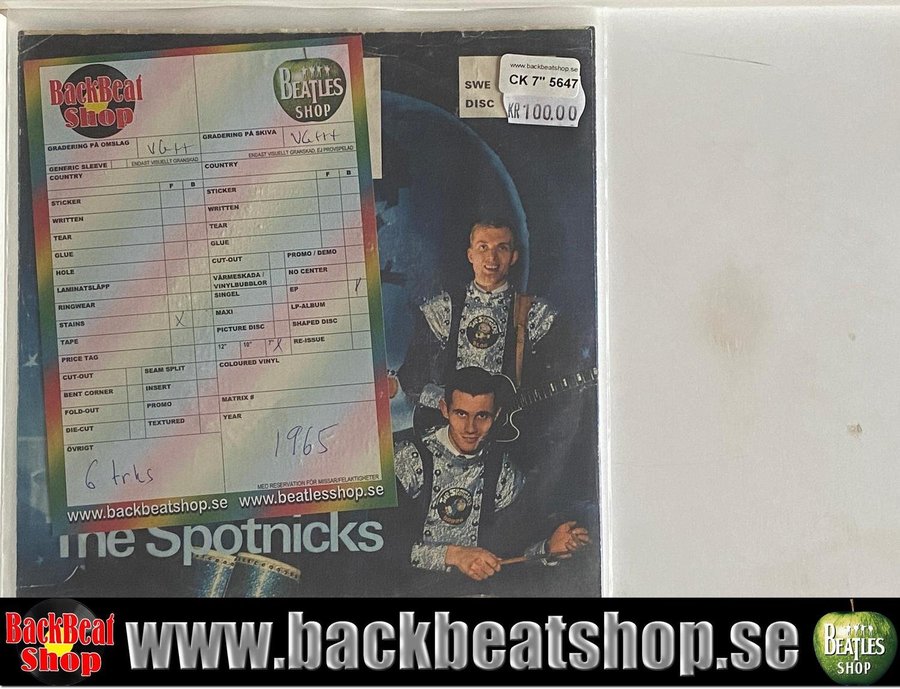 BackBeat
Shop
BEATLES
SHOP
GRADERING PÅ OMSLAG VG++
GRADERING PÅ SKIVA VG++
ENDAST VISUELLT GRANSKAD
ENDAST VISUELLT GRANSKAD, EJ PROVSPELAD
GENERIC SLEEVE
COUNTRY
F B
STICKER
WRITTEN
TEAR
GLUE
HOLE
LAMINATSLÄPP
RINGWEAR
STAINS X
TAPE
PRICE TAG
CUT-OUT
SEAM SPLIT
BENT CORNER
INSERT
FOLD-OUT
PROMO
DIE-CUT
TEXTURED
ÖVRIGT
6 trks
COUNTRY
F B
STICKER
WRITTEN
TEAR
GLUE
CUT-OUT
PROMO / DEMO
VÄRMESKADA /
VINYLBUBBLOR
NO CENTER
SINGEL
EP
MAXI
LP-ALBUM
PICTURE DISC
SHAPED DISC
12" 10" 7" X
RE-ISSUE
COLOURED VINYL
MATRIX #
YEAR
1965
MED RESERVATION FÖR MISSAR/FELAKTIGHETER
www.backbeatshop.se www.beatlesshop.se
SWE
DISC
www.backbeatshop.se
CK 7" 5647
KR100.00
The Spotnicks
BackBeat
Shop
www.backbeatshop.se
BEATLES
SHOP